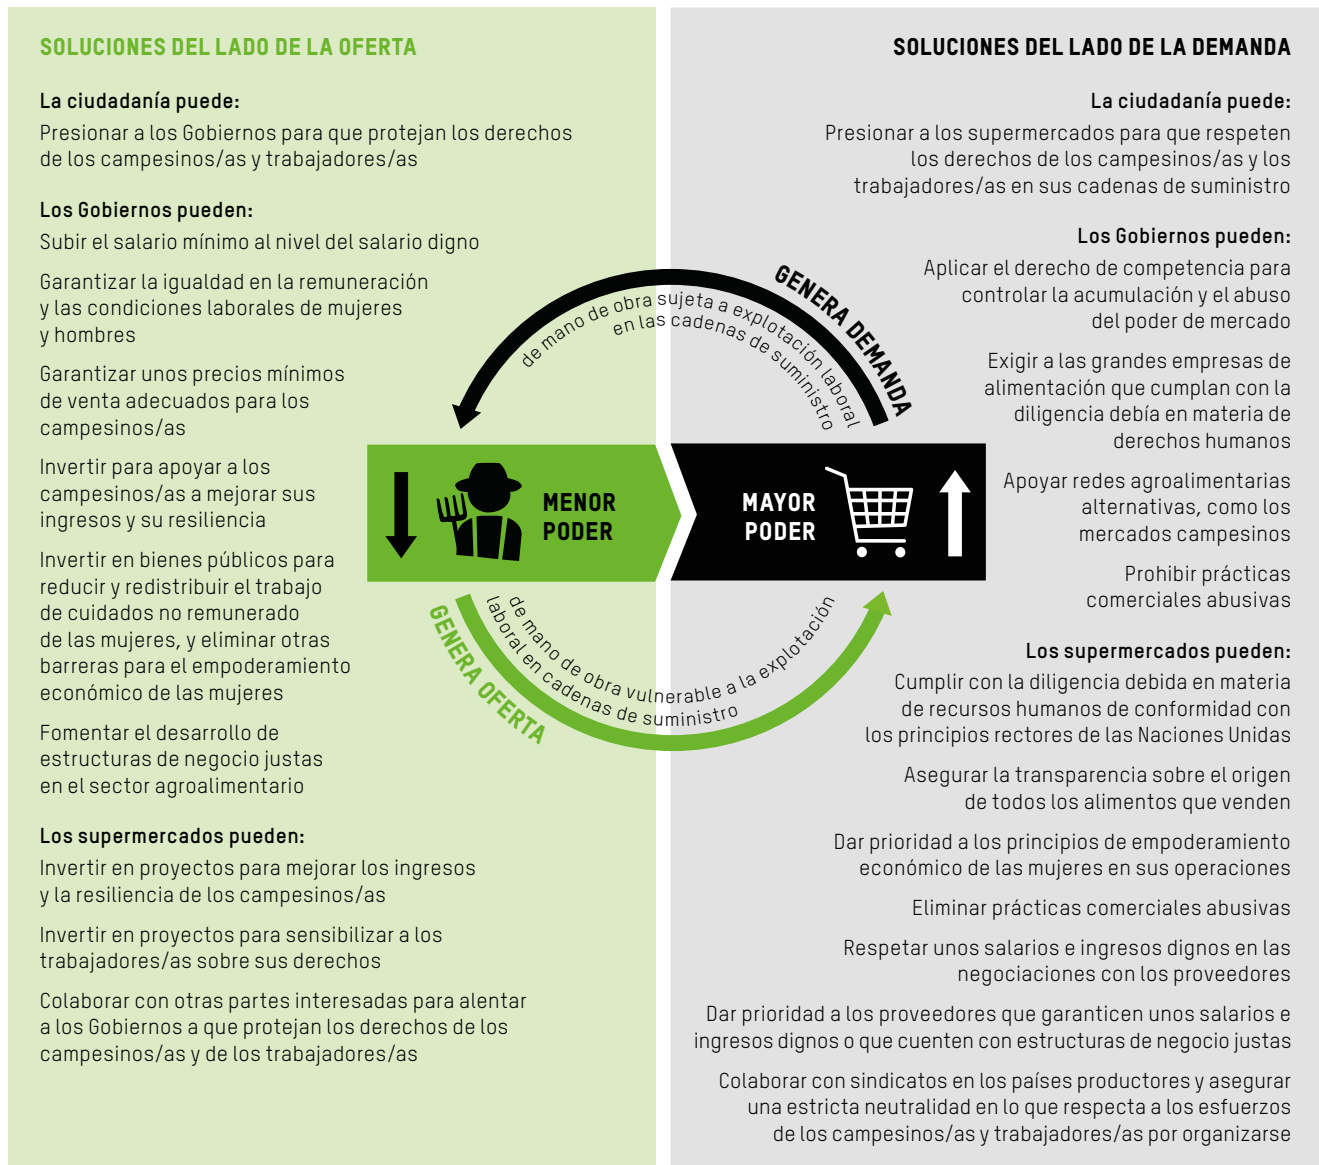 SOLUCIONES DEL LADO DE LA OFERTA
La ciudadanía puede:
Presionar a los Gobiernos para que protejan los derechos
de los campesinos/as y trabajadores/as
Los Gobiernos pueden:
Subir el salario mínimo al nivel del salario digno
Garantizar la igualdad en la remuneración
y las condiciones laborales de mujeres
y hombres
Garantizar unos precios mínimos
de venta adecuados para los
campesinos/as
Invertir para apoyar a los
campesinos/as a mejorar sus
ingresos y su resiliencia
Invertir en bienes públicos para
reducir y redistribuir el trabajo
de cuidados no remunerado
de las mujeres, y eliminar otras
barreras para el empoderamiento
económico de las mujeres
Fomentar el desarrollo de
estructuras de negocio justas
en el sector agroalimentario
Los supermercados pueden:
Invertir en proyectos para mejorar los ingresos
y la resiliencia de los campesinos/as
Invertir en proyectos para sensibilizar a los
trabajadores/as sobre sus derechos
Colaborar con otras partes interesadas para alentar
a los Gobiernos a que protejan los derechos de los
campesinos/as y de los trabajadores/as
GENERA DEMANDA
de mano de obra sujeta a explotación laboral
en las cadenas de suministro
MENOR
PODER
MAYOR
PODER
GENERA OFERTA
de mano de obra vulnerable a la explotación
laboral en cadenas de suministro
SOLUCIONES DEL LADO DE LA DEMANDA
La ciudadanía puede:
Presionar a los supermercados para que respeten
los derechos de los campesinos/as y los
trabajadores/as en sus cadenas de suministro
Los Gobiernos pueden:
Aplicar el derecho de competencia para
controlar la acumulación y el abuso
del poder de mercado
Exigir a las grandes empresas de
alimentación que cumplan con la
diligencia debía en materia de
derechos humanos
Apoyar redes agroalimentarias
alternativas, como los
mercados campesinos
Prohibir prácticas
comerciales abusivas
Los supermercados pueden:
Cumplir con la diligencia debida en materia
de recursos humanos de conformidad con
los principios rectores de las Naciones Unidas
Asegurar la transparencia sobre el origen
de todos los alimentos que venden
Dar prioridad a los principios de empoderamiento
económico de las mujeres en sus operaciones
Eliminar prácticas comerciales abusivas
Respetar unos salarios e ingresos dignos en las
negociaciones con los proveedores
Dar prioridad a los proveedores que garanticen unos salarios e
ingresos dignos o que cuenten con estructuras de negocio justas
Colaborar con sindicatos en los países productores y asegurar
una estricta neutralidad en lo que respecta a los esfuerzos
de los campesinos/as y trabajadores/as por organizarse